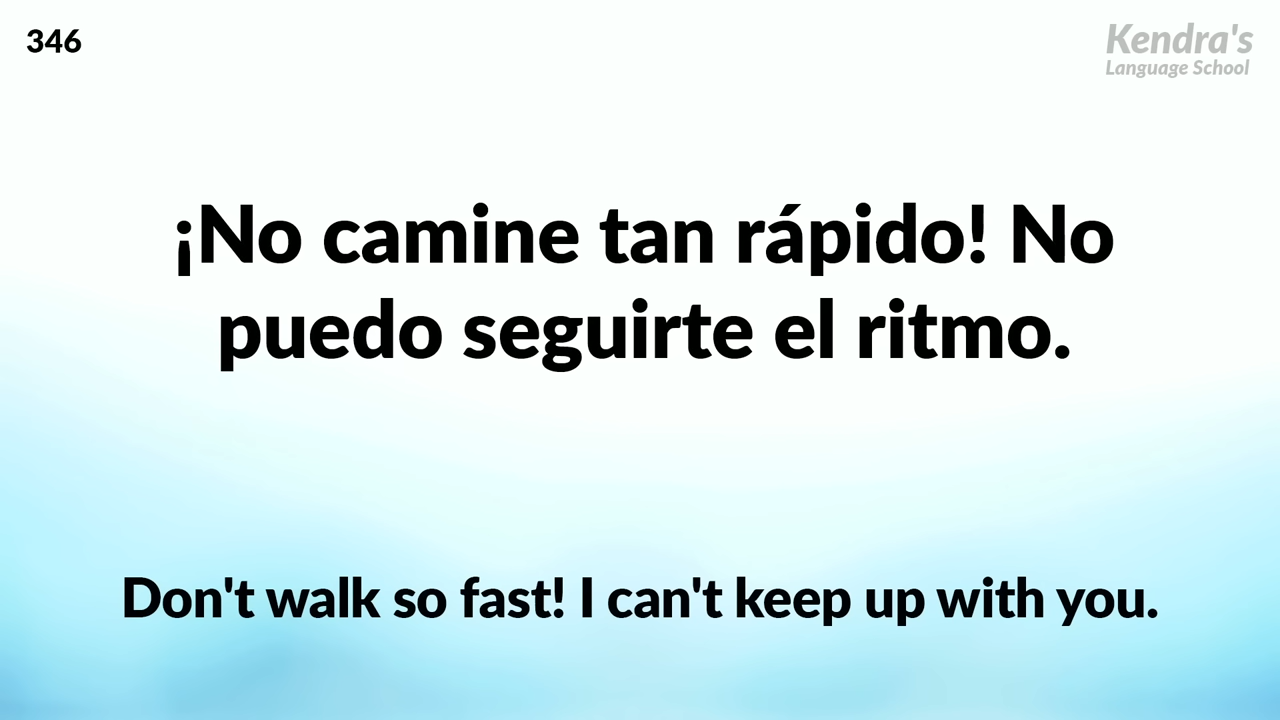 346
Kendra's
Language School
¡No camine tan rápido! No
puedo seguirte el ritmo.
Don't walk so fast! I can't keep up with you.